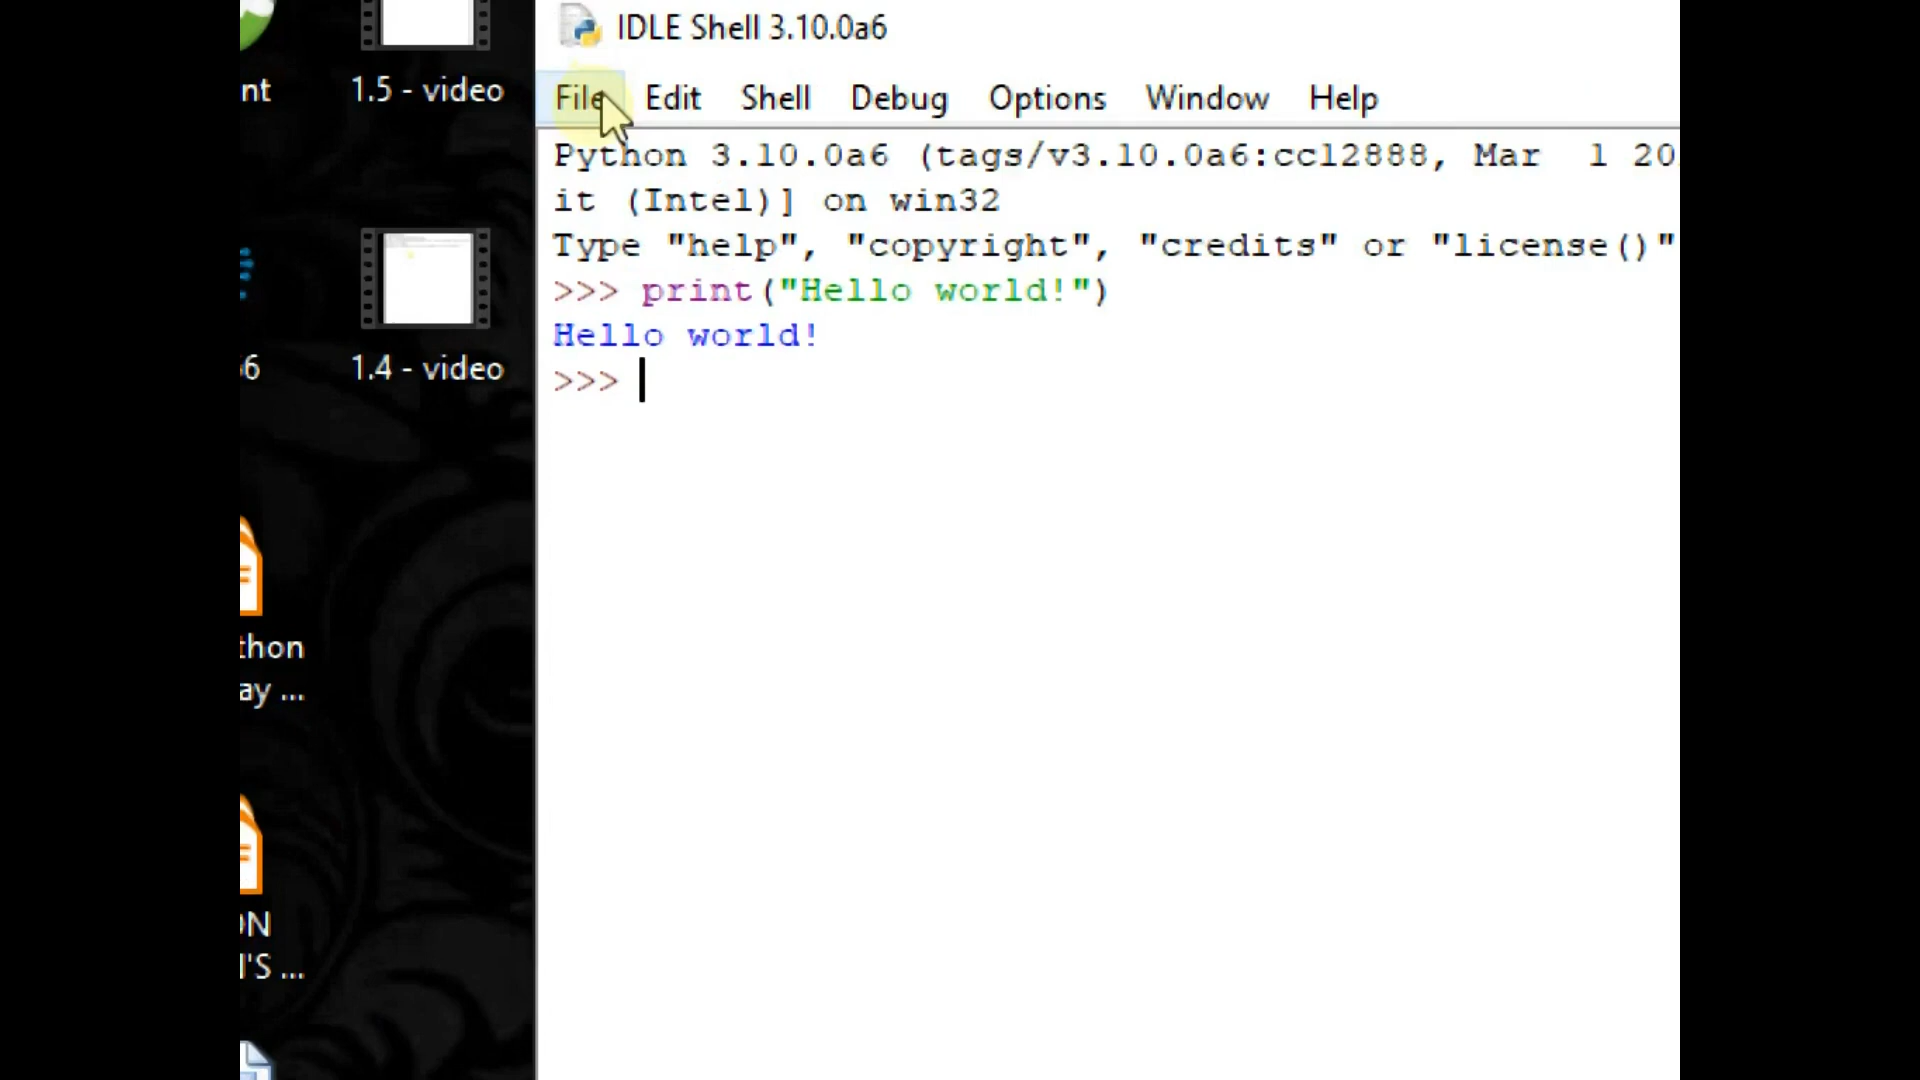 IDLE Shell 3.10.0a6
File Edit Shell Debug Options Window Help
Python 3.10.0a6 (tags/v3.10.0a6:cc12888, Mar  1 20
it (Intel)] on win32
Type "help", "copyright", "credits" or "license()"
>>> print("Hello world!")
Hello world!
>>>
nt
1.5 - video
66
1.4 - video
thon
ay ...
ON
'S ...